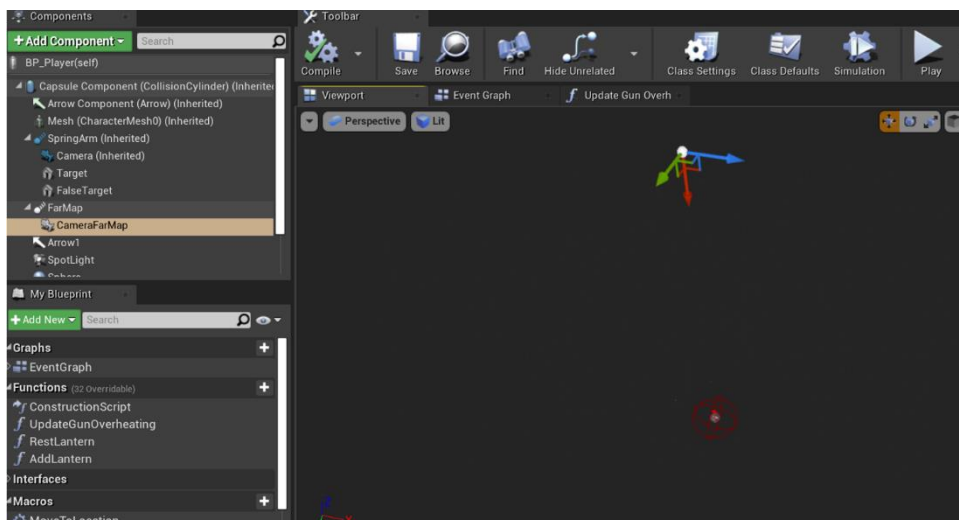 Components
Toolbar
+Add Component
Search
BP_Player(self)
Capsule Component (CollisionCylinder) (Inherite
Arrow Component (Arrow) (Inherited)
Mesh (CharacterMesh0) (Inherited)
SpringArm (Inherited)
Camera (Inherited)
Target
FalseTarget
FarMap
CameraFarMap
Arrow1
SpotLight
Sphere
Compile
Save
Browse
Find
Hide Unrelated
Class Settings
Class Defaults
Simulation
Play
Viewport
Event Graph
f Update Gun Overh
Perspective
Lit
My Blueprint
+Add New
Search
Graphs
EventGraph
Functions (32 Overridable)
ConstructionScript
f UpdateGunOverheating
f RestLantern
f AddLantern
Interfaces
Macros
MoveToLocation